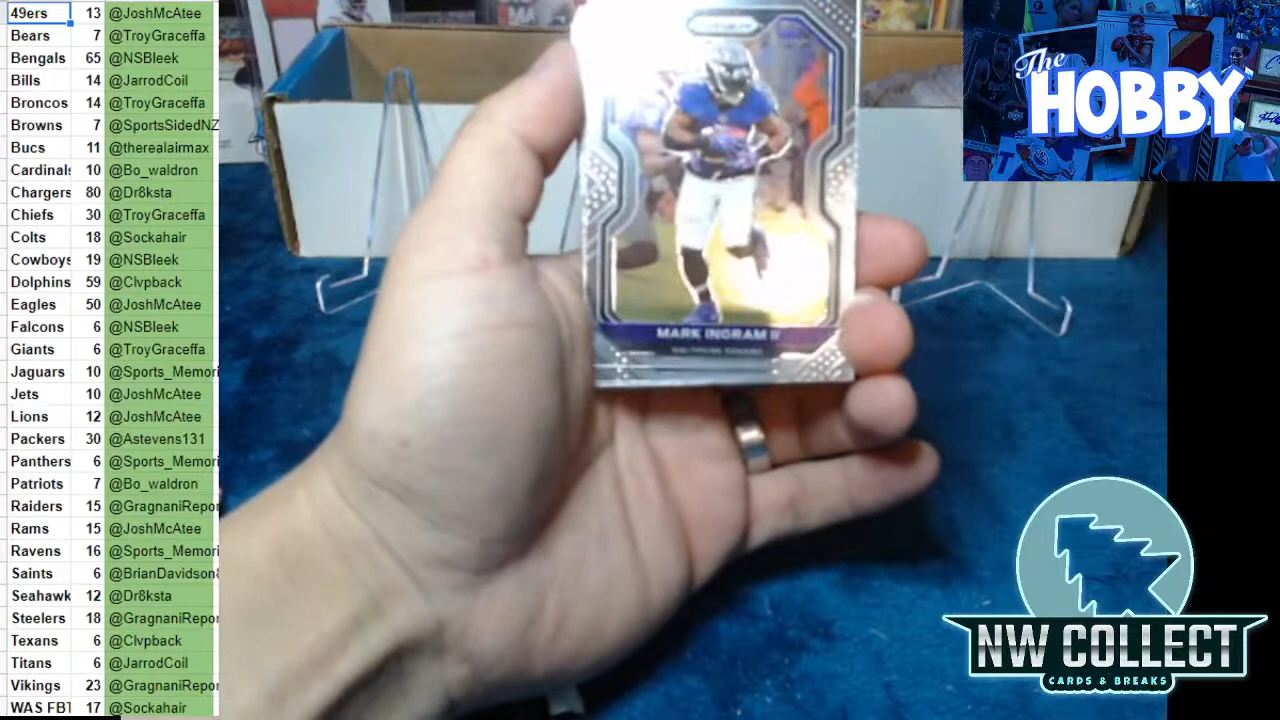 49ers 13 @JoshMcAtee
Bears 7 @TroyGraceffa
Bengals 65 @NSBleek
Bills 14 @JarrodCoil
Broncos 14 @TroyGraceffa
Browns 7 @SportsSidedNZ
Bucs 11 @therealairmax
Cardinals 10 @Bo_waldron
Chargers 80 @Dr8ksta
Chiefs 30 @TroyGraceffa
Colts 18 @Sockahair
Cowboys 19 @NSBleek
Dolphins 59 @Clvpback
Eagles 50 @JoshMcAtee
Falcons 6 @NSBleek
Giants 6 @TroyGraceffa
Jaguars 10 @Sports_Memori
Jets 10 @JoshMcAtee
Lions 12 @JoshMcAtee
Packers 30 @Astevens131
Panthers 6 @Sports_Memori
Patriots 7 @Bo_waldron
Raiders 15 @GragnaniRepor
Rams 15 @JoshMcAtee
Ravens 16 @Sports_Memori
Saints 6 @BrianDavidson8
Seahawk 12 @Dr8ksta
Steelers 18 @GragnaniRepor
Texans 6 @Clvpback
Titans 6 @JarrodCoil
Vikings 23 @GragnaniRepor
WAS FBT 17 @Sockahair
MARK INGRAM II
The
HOBBY
NW COLLECT
CARDS & BREAKS